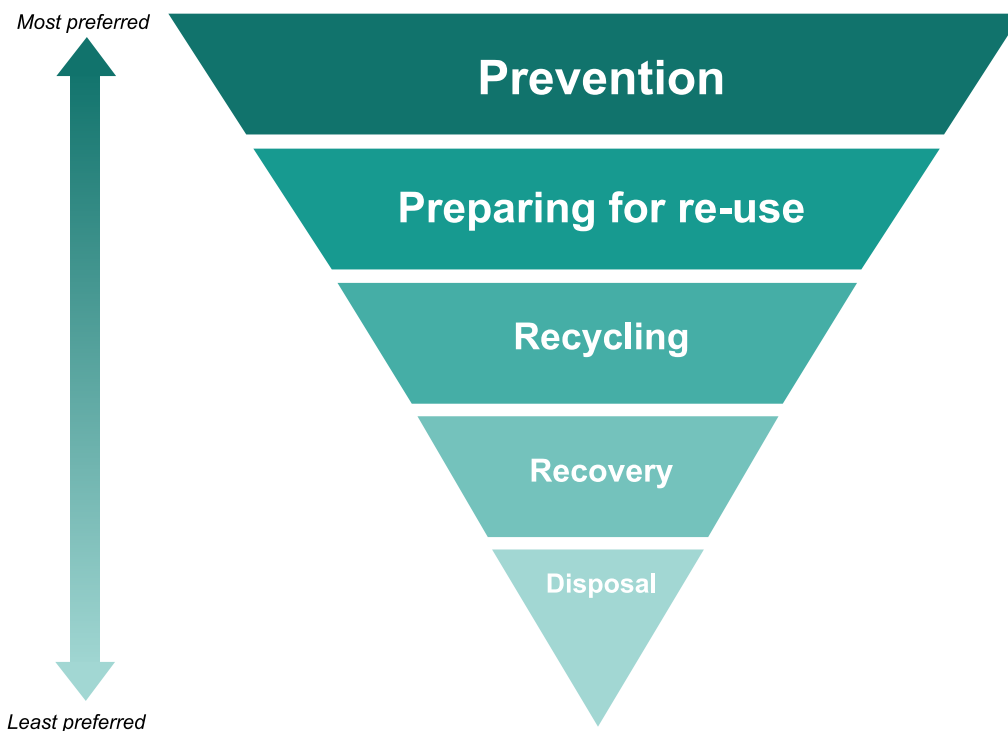 Most preferred
Prevention
Preparing for re-use
Recycling
Recovery
Disposal
Least preferred